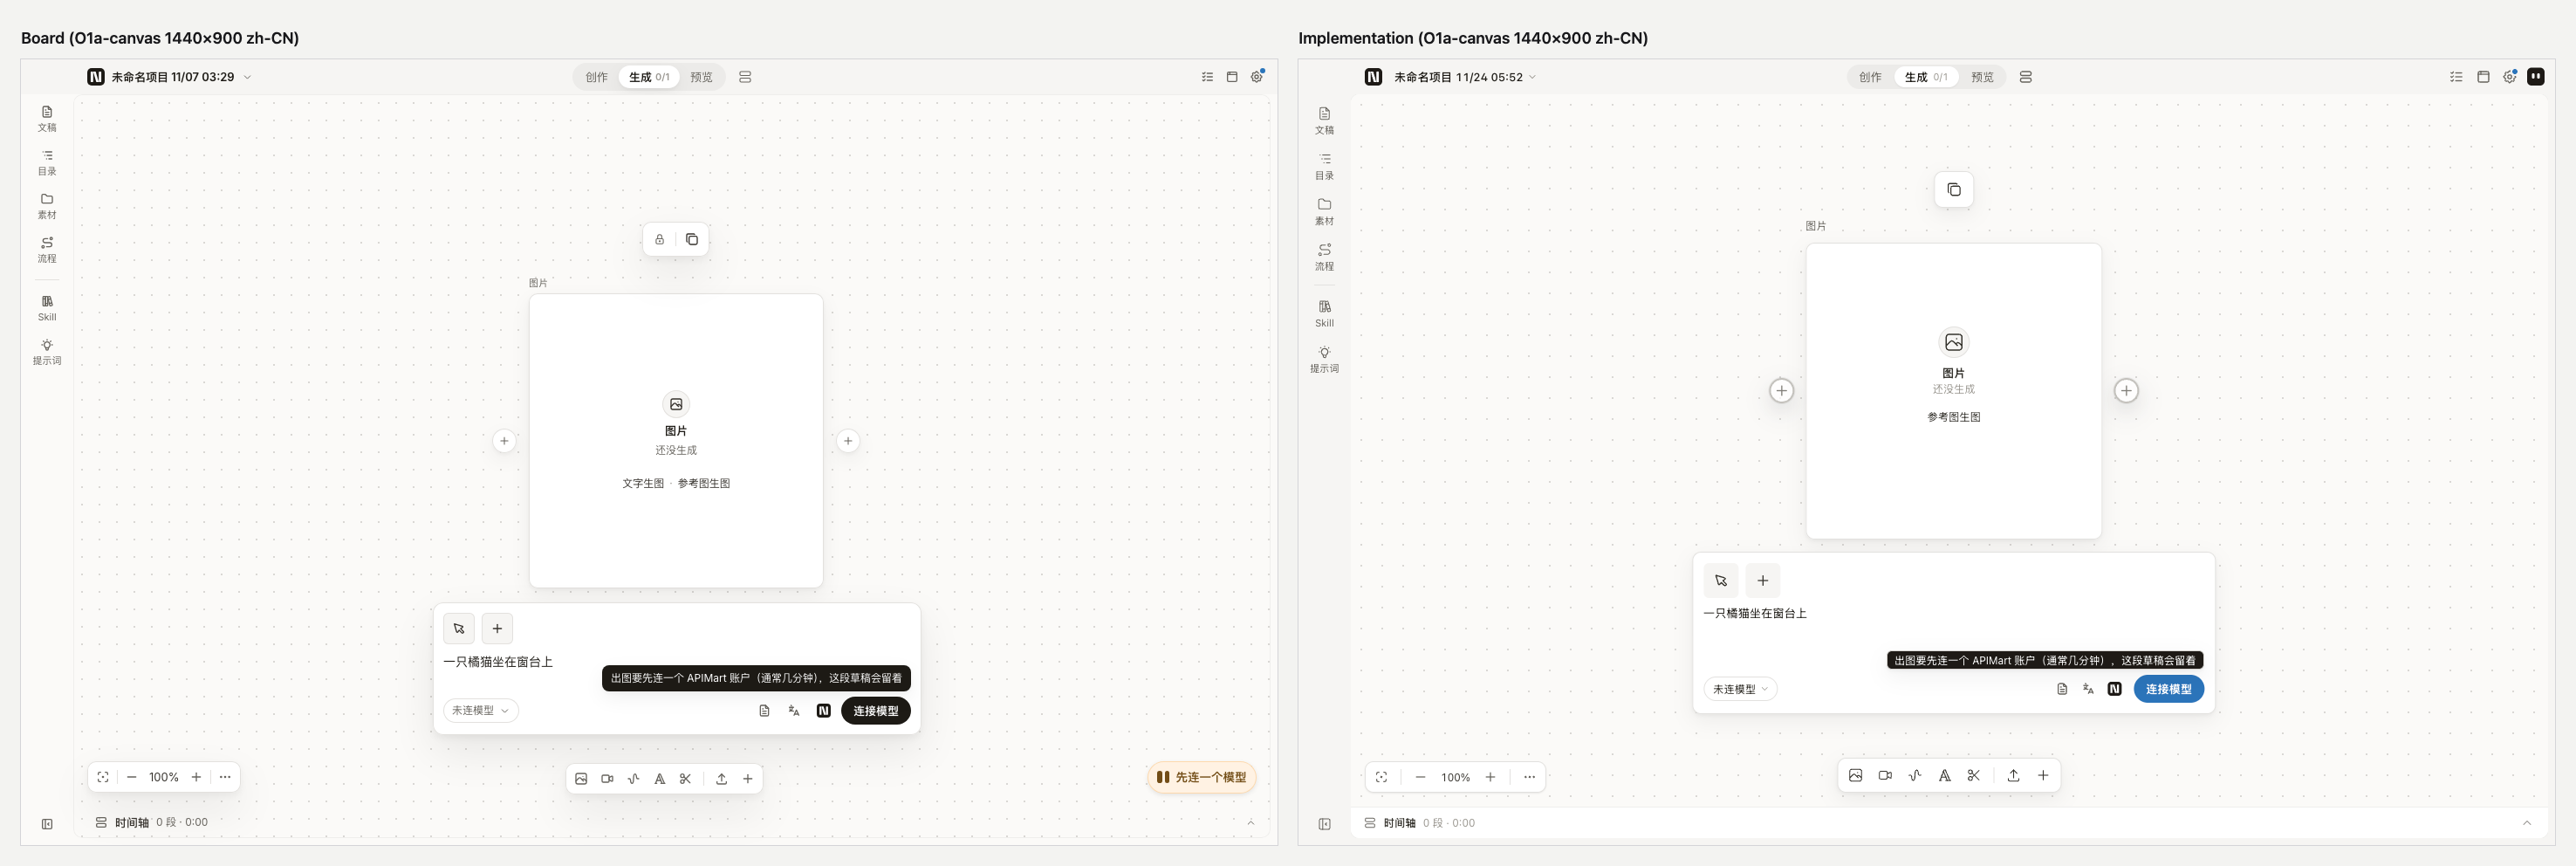 Board (O1a-canvas 1440×900 zh-CN)
未命名项目 11/07 03:29
创作 生成 0/1 预览
文稿
目录
素材
流程
Skill
提示词
图片
图片
还没生成
文字生图 · 参考图生图
一只橘猫坐在窗台上
出图要先连一个 APIMart 账户（通常几分钟），这段草稿会留着
未连模型
连接模型
100%
先连一个模型
时间轴 0 段 · 0:00
Implementation (O1a-canvas 1440×900 zh-CN)
未命名项目 11/24 05:52
创作 生成 0/1 预览
文稿
目录
素材
流程
Skill
提示词
图片
图片
还没生成
参考图生图
一只橘猫坐在窗台上
出图要先连一个 APIMart 账户（通常几分钟），这段草稿会留着
未连模型
连接模型
100%
时间轴 0 段 · 0:00